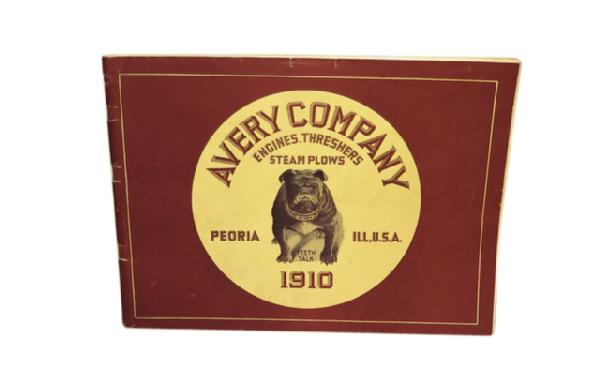 AVERY COMPANY
ENGINES, THRESHERS
STEAM PLOWS
PEORIA ILL,U.S.A.
TEETH
TALK
1910